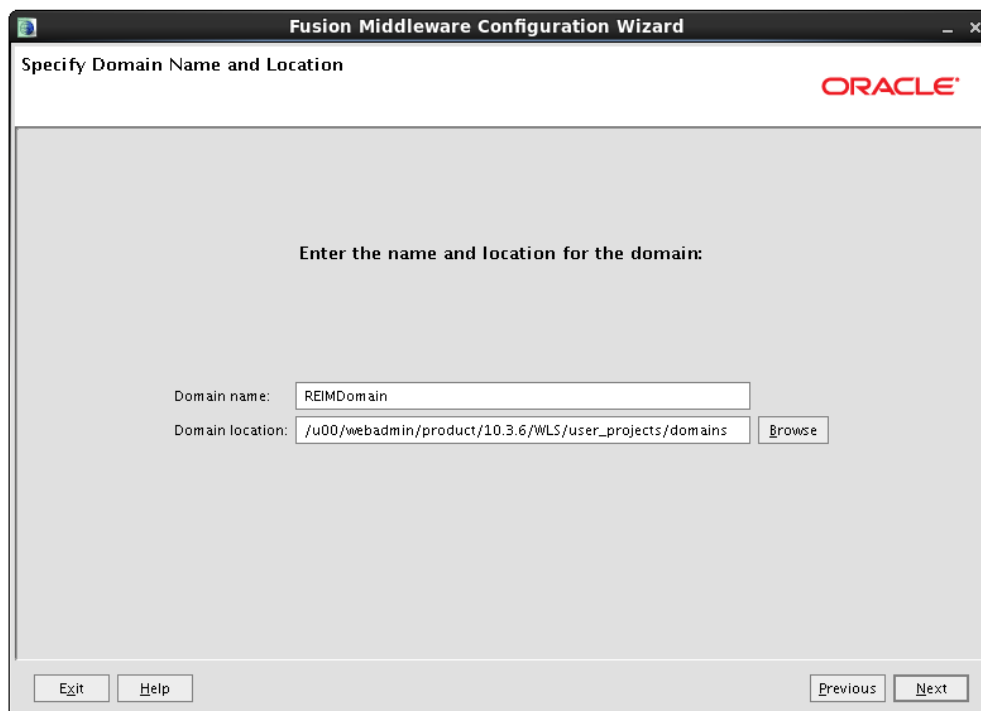 Fusion Middleware Configuration Wizard
Specify Domain Name and Location
ORACLE
Enter the name and location for the domain:
Domain name: REIMDomain
Domain location: /u00/webadmin/product/10.3.6/WLS/user_projects/domains Browse
Exit Help Previous Next